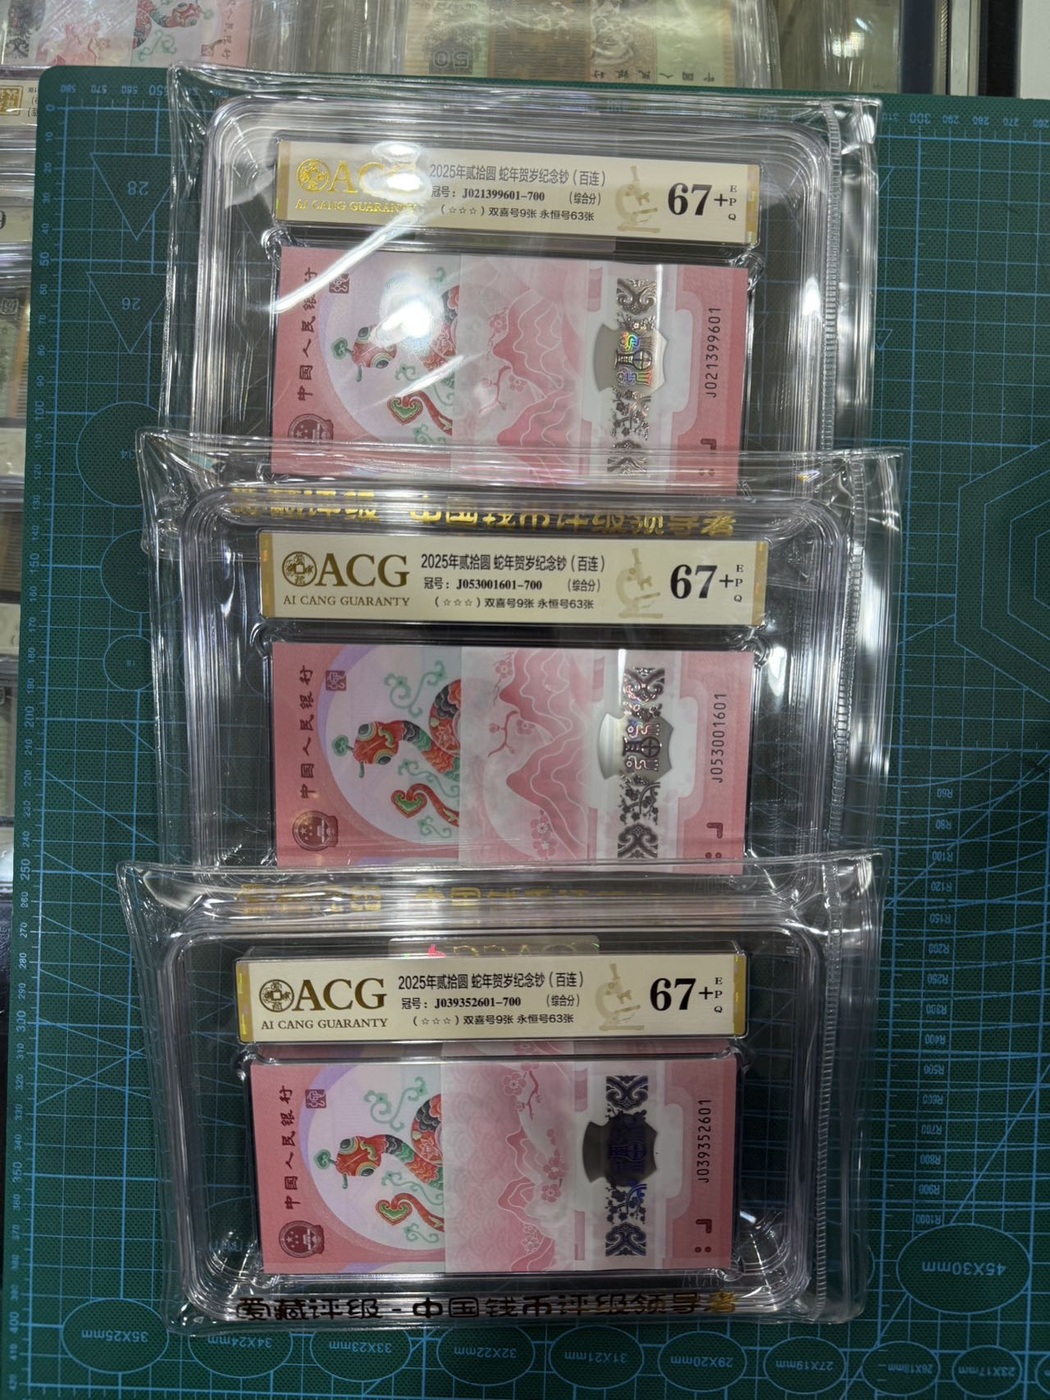 ACG
AI CANG GUARANTY
2025年贰拾圆 蛇年贺岁纪念钞（百连）
冠号：J021399601-700 （综合分）
（☆☆☆）双喜号9张 永恒号63张
67+
EPQ
中国人民银行
J021399601
ACG
AI CANG GUARANTY
2025年贰拾圆 蛇年贺岁纪念钞（百连）
冠号：J053001601-700 （综合分）
（☆☆☆）双喜号9张 永恒号63张
67+
EPQ
中国人民银行
J053001601
ACG
AI CANG GUARANTY
2025年贰拾圆 蛇年贺岁纪念钞（百连）
冠号：J039352601-700 （综合分）
（☆☆☆）双喜号9张 永恒号63张
67+
EPQ
中国人民银行
J039352601
爱藏评级-中国钱币评级领导者
45X30mm
35X25mm
34X24mm
33X23mm
32X22mm
31X21mm
29X20mm
27X19mm